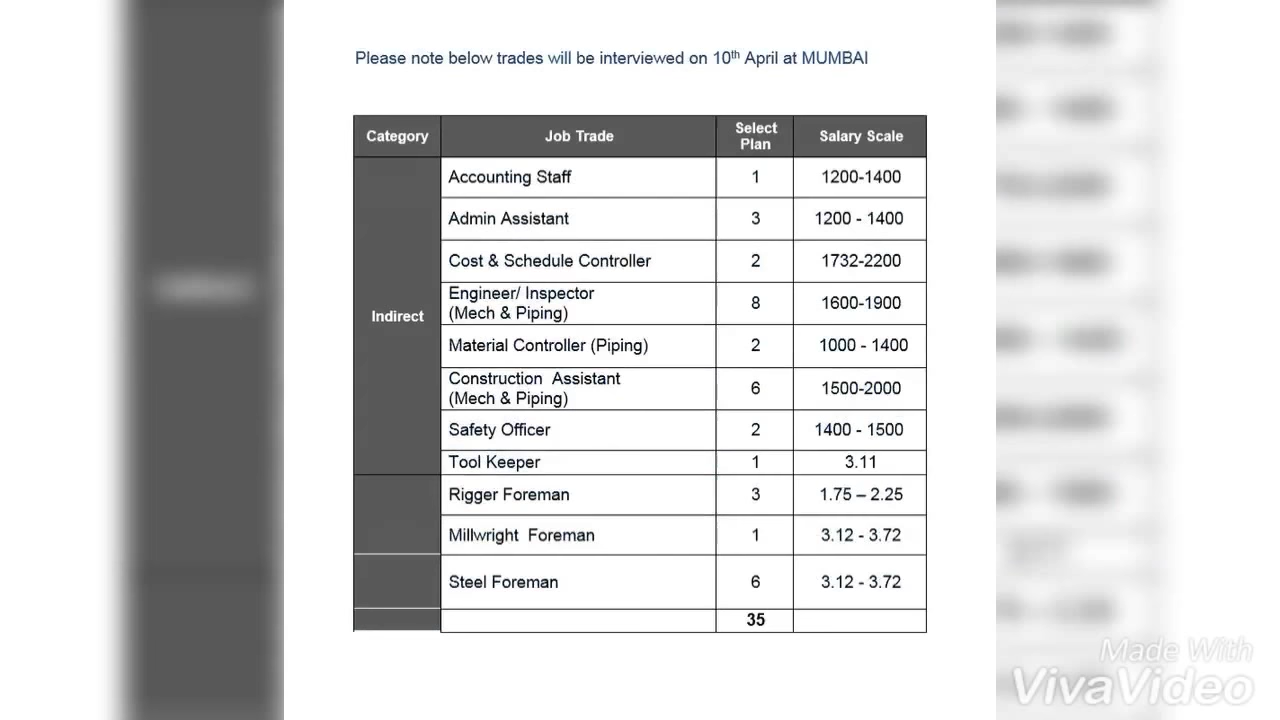 Please note below trades will be interviewed on 10th April at MUMBAI
Category Job Trade Select Plan Salary Scale
Indirect
Accounting Staff 1 1200-1400
Admin Assistant 3 1200 - 1400
Cost & Schedule Controller 2 1732-2200
Engineer/ Inspector
(Mech & Piping) 8 1600-1900
Material Controller (Piping) 2 1000 - 1400
Construction Assistant
(Mech & Piping) 6 1500-2000
Safety Officer 2 1400 - 1500
Tool Keeper 1 3.11
Rigger Foreman 3 1.75 – 2.25
Millwright Foreman 1 3.12 - 3.72
Steel Foreman 6 3.12 - 3.72
35
Made With
VivaVideo